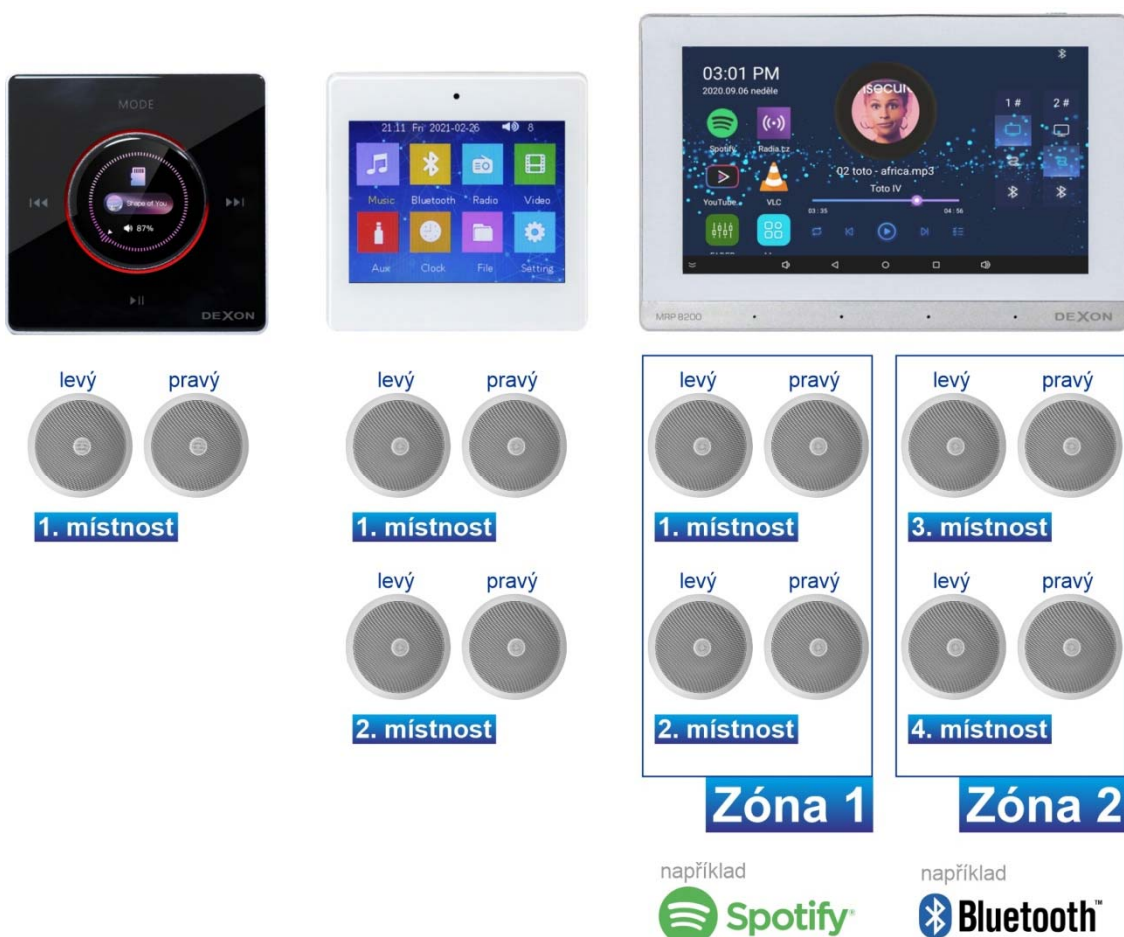 MODE
Shape of You
87%
DEXON
21:11 Fri 2021-02-26 8
Music Bluetooth Radio Video
Aux Clock File Setting
03:01 PM
2020.09.06 neděle
Spotify
Radia.cz
YouTube
VLC
02 toto - africa.mp3
Toto IV
03:35
04:56
1 #
2 #
MRP 8200
DEXON
levý pravý
1. místnost
levý pravý
1. místnost
levý pravý
2. místnost
levý pravý
1. místnost
levý pravý
2. místnost
Zóna 1
například
Spotify
levý pravý
3. místnost
levý pravý
4. místnost
Zóna 2
například
Bluetooth™